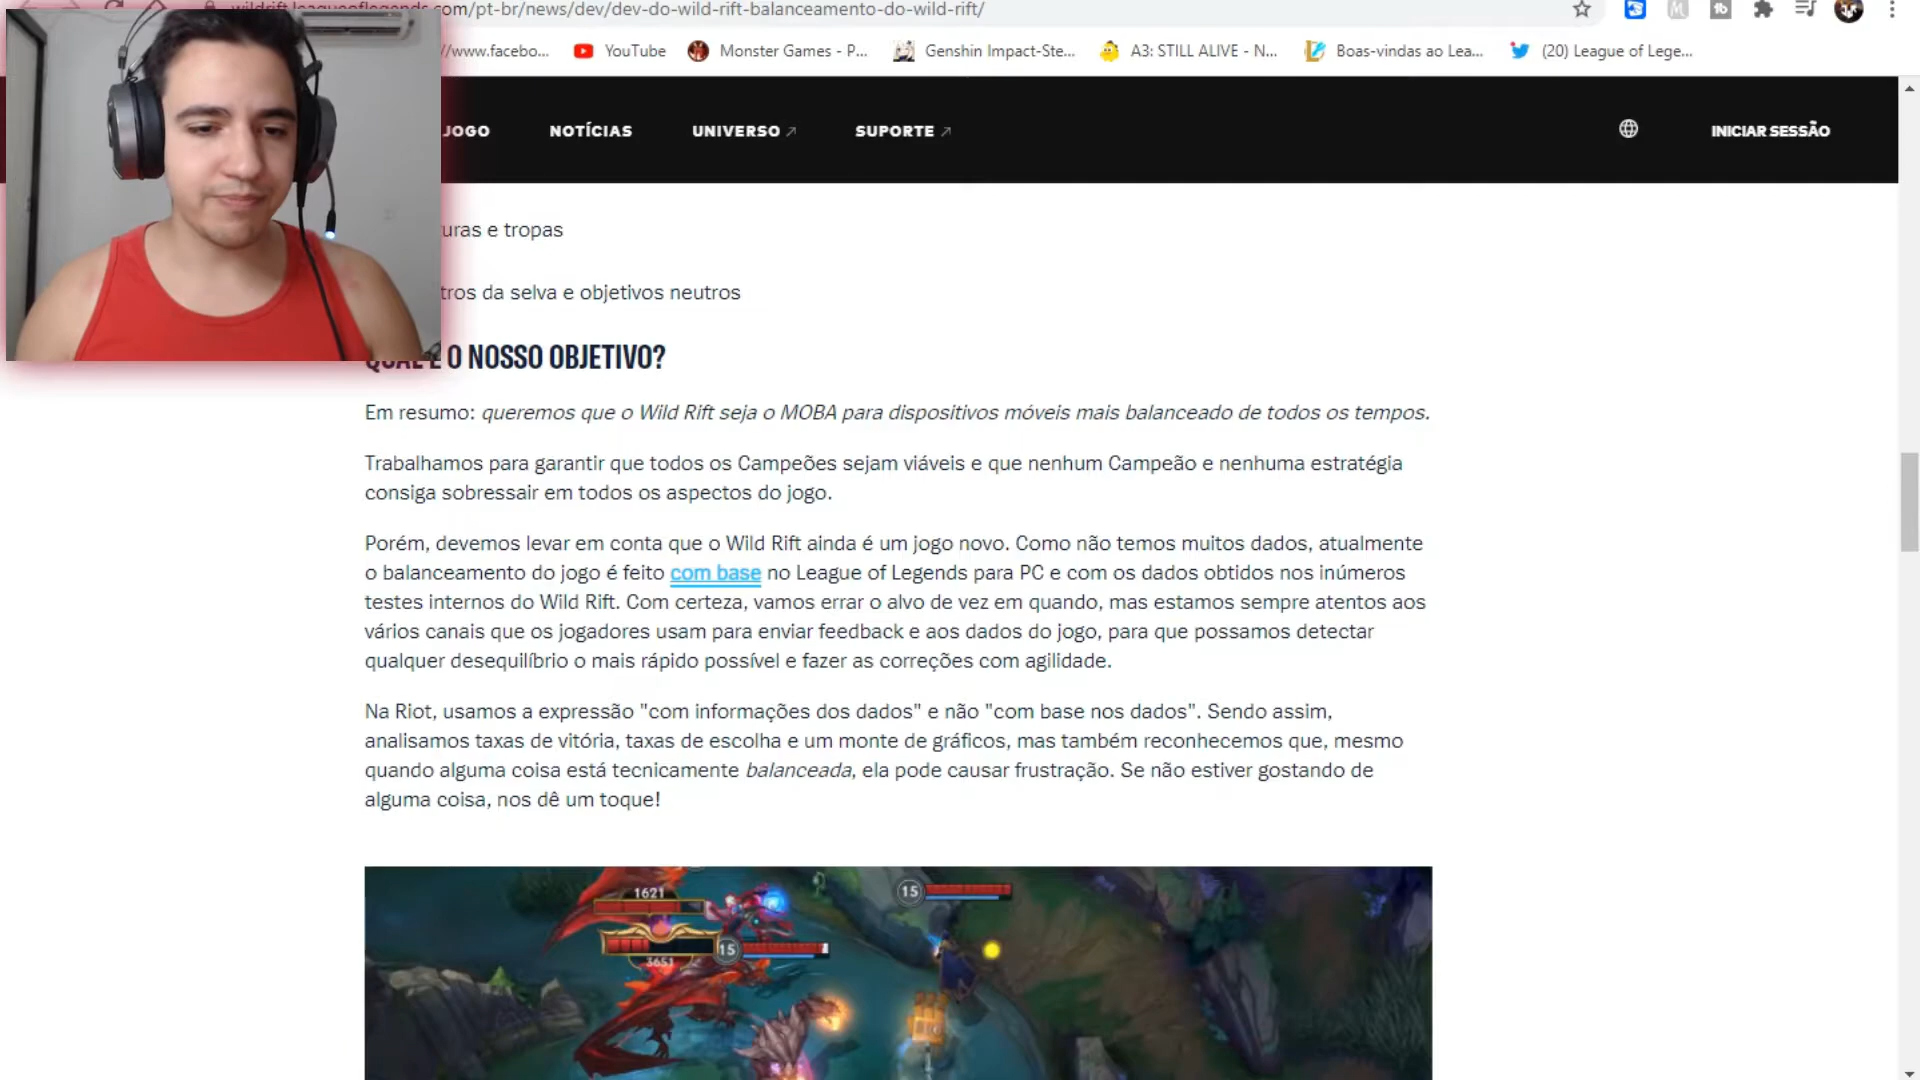 wildrift.leagueoflegends.com/pt-br/news/dev/dev-do-wild-rift-balanceamento-do-wild-rift/
//www.facebo... YouTube Monster Games - P... Genshin Impact-Ste... A3: STILL ALIVE - N... Boas-vindas ao Lea... (20) League of Lege...
JOGO NOTÍCIAS UNIVERSO SUPORTE INICIAR SESSÃO
uras e tropas
tros da selva e objetivos neutros
QUAL É O NOSSO OBJETIVO?
Em resumo: queremos que o Wild Rift seja o MOBA para dispositivos móveis mais balanceado de todos os tempos.
Trabalhamos para garantir que todos os Campeões sejam viáveis e que nenhum Campeão e nenhuma estratégia
consiga sobressair em todos os aspectos do jogo.
Porém, devemos levar em conta que o Wild Rift ainda é um jogo novo. Como não temos muitos dados, atualmente
o balanceamento do jogo é feito com base no League of Legends para PC e com os dados obtidos nos inúmeros
testes internos do Wild Rift. Com certeza, vamos errar o alvo de vez em quando, mas estamos sempre atentos aos
vários canais que os jogadores usam para enviar feedback e aos dados do jogo, para que possamos detectar
qualquer desequilíbrio o mais rápido possível e fazer as correções com agilidade.
Na Riot, usamos a expressão "com informações dos dados" e não "com base nos dados". Sendo assim,
analisamos taxas de vitória, taxas de escolha e um monte de gráficos, mas também reconhecemos que, mesmo
quando alguma coisa está tecnicamente balanceada, ela pode causar frustração. Se não estiver gostando de
alguma coisa, nos dê um toque!
1621
15
15
3651